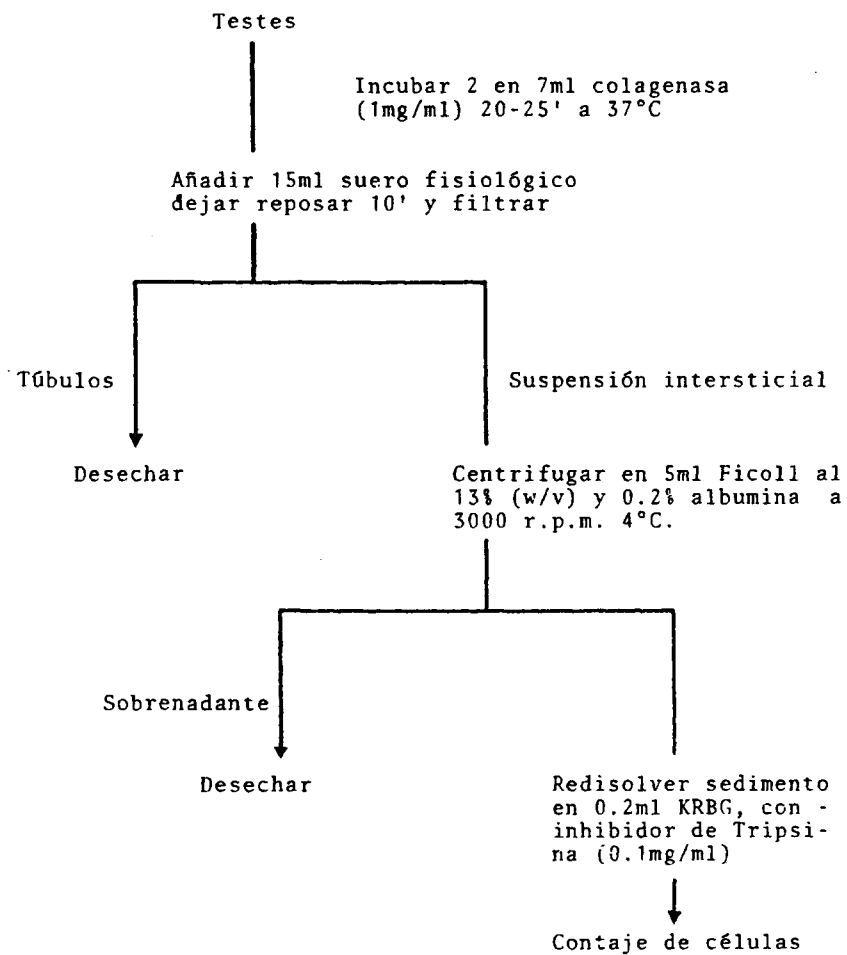 Testes
Incubar 2 en 7ml colagenasa
(1mg/ml) 20-25' a 37°C
Añadir 15ml suero fisiológico
dejar reposar 10' y filtrar
Túbulos
Suspensión intersticial
Desechar
Centrifugar en 5ml Ficoll al
13% (w/v) y 0.2% albumina a
3000 r.p.m. 4°C.
Sobrenadante
Desechar
Redisolver sedimento
en 0.2ml KRBG, con -
inhibidor de Tripsi-
na (0.1mg/ml)
Contaje de células